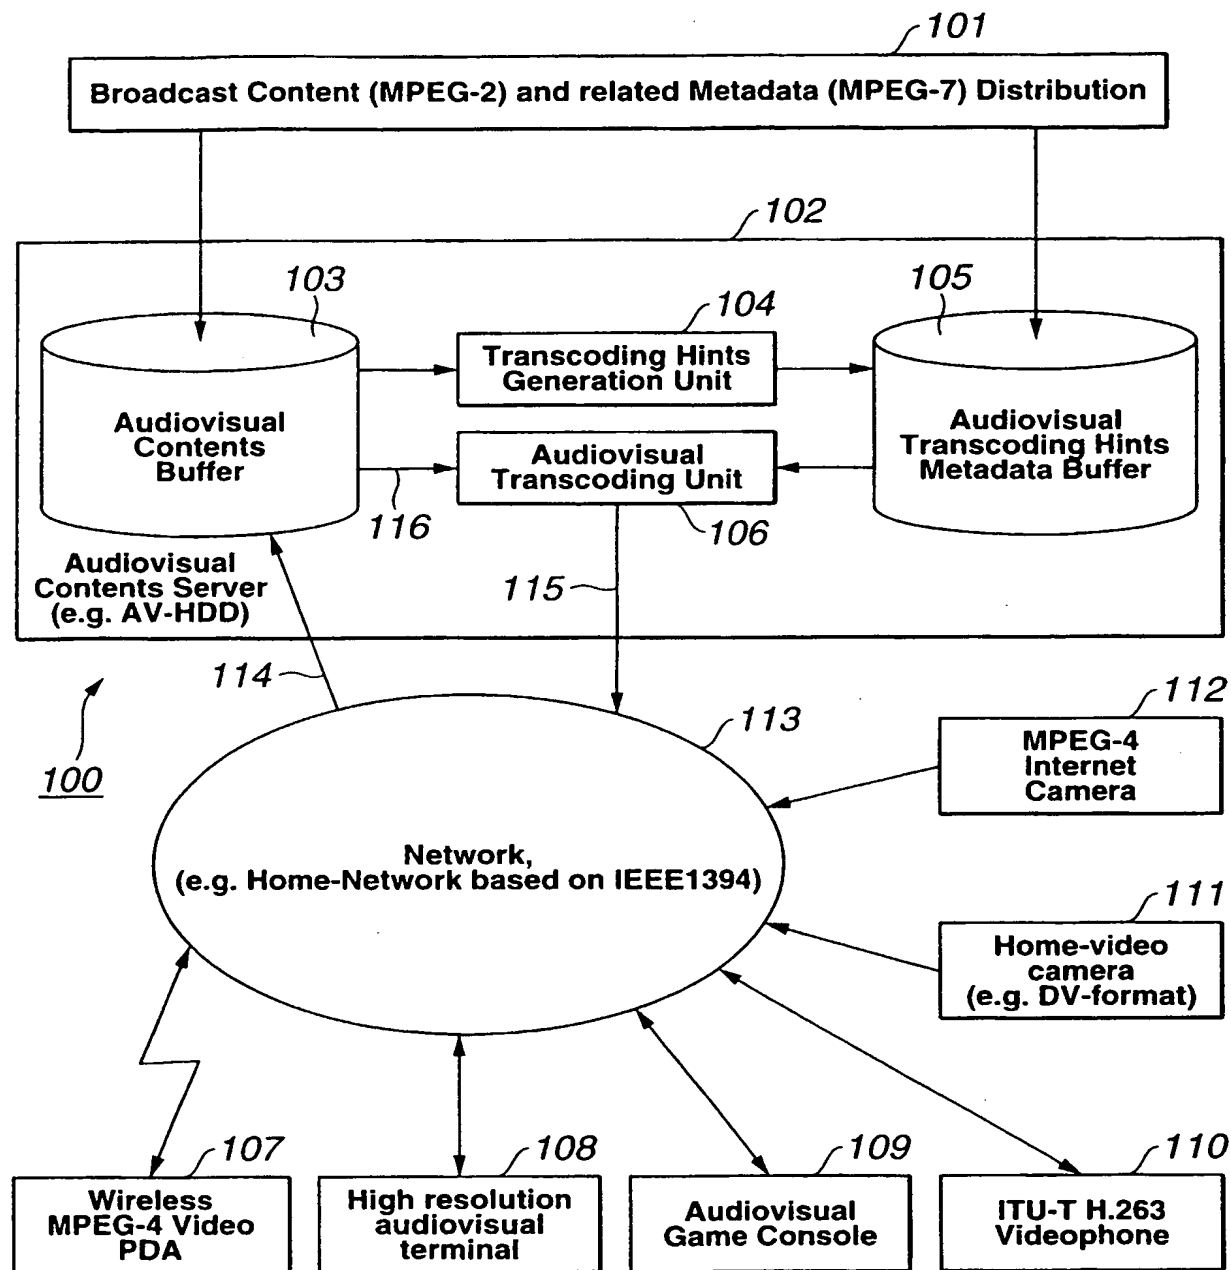 101
Broadcast Content (MPEG-2) and related Metadata (MPEG-7) Distribution
102
103
104
105
Transcoding Hints
Generation Unit
Audiovisual
Contents
Buffer
Audiovisual
Transcoding Hints
Metadata Buffer
Audiovisual
Transcoding Unit
116
106
Audiovisual
Contents Server
(e.g. AV-HDD)
115
114
100
113
112
MPEG-4
Internet
Camera
Network,
(e.g. Home-Network based on IEEE1394)
111
Home-video
camera
(e.g. DV-format)
107
Wireless
MPEG-4 Video
PDA
108
High resolution
audiovisual
terminal
109
Audiovisual
Game Console
110
ITU-T H.263
Videophone